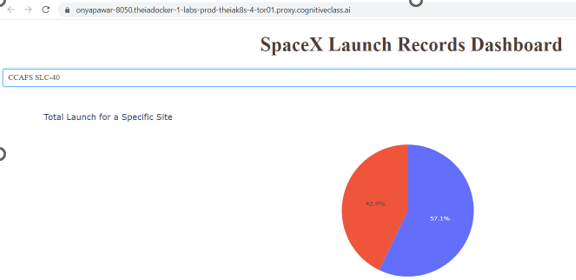 onyapawar-8050.theiadocker-1-labs-prod-theiak8s-4-tor01.proxy.cognitiveclass.ai
SpaceX Launch Records Dashboard
CCAFS SLC-40
Total Launch for a Specific Site
42.9%
57.1%